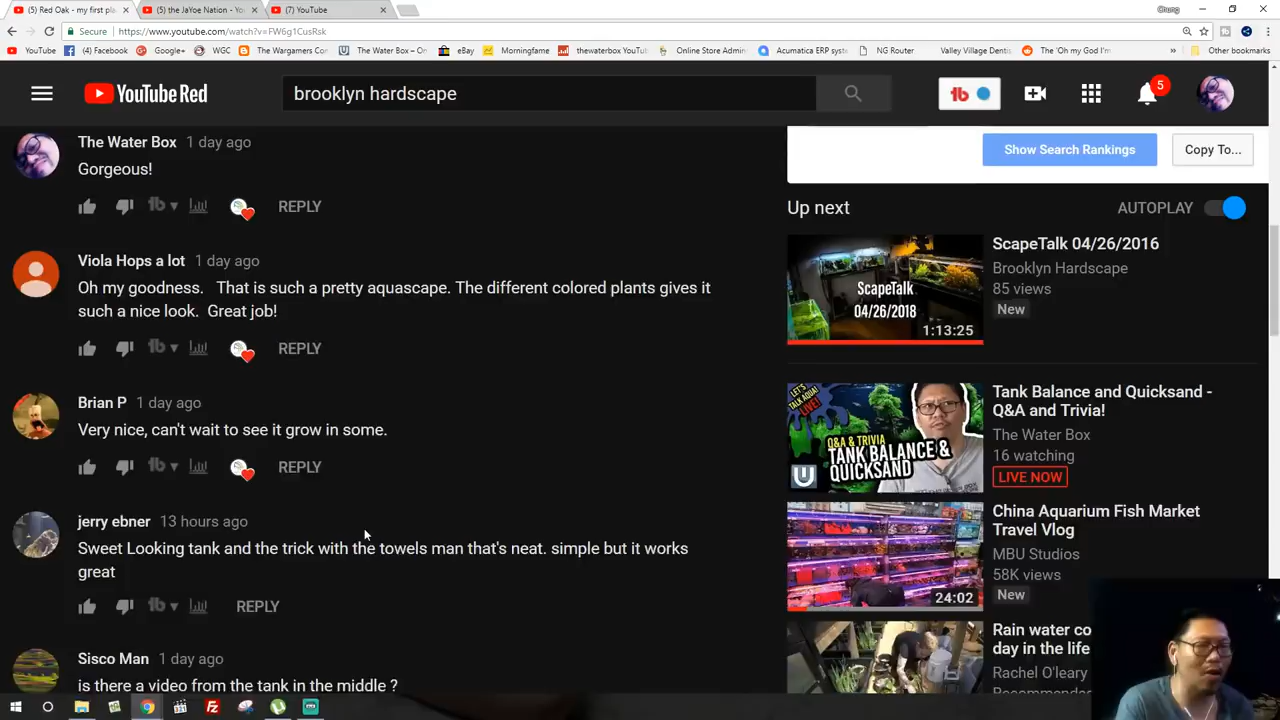 (5) Red Oak - my first pla
(5) the JaYoe Nation - Yo
(7) YouTube
Chung
Secure
https://www.youtube.com/watch?v=FW6g1CusRsk
YouTube
(4) Facebook
Google+
WGC
The Wargamers Con
The Water Box – On
eBay
Morningfame
thewaterbox YouTu
Online Store Admin
Acumatica ERP syste
NG Router
Valley Village Dentis
The 'Oh my God I'm
Other bookmarks
YouTube Red
brooklyn hardscape
5
The Water Box 1 day ago
Gorgeous!
REPLY
Viola Hops a lot 1 day ago
Oh my goodness. That is such a pretty aquascape. The different colored plants gives it
such a nice look. Great job!
REPLY
Brian P 1 day ago
Very nice, can't wait to see it grow in some.
REPLY
jerry ebner 13 hours ago
Sweet Looking tank and the trick with the towels man that's neat. simple but it works
great
REPLY
Sisco Man 1 day ago
is there a video from the tank in the middle ?
Show Search Rankings
Copy To...
Up next
AUTOPLAY
ScapeTalk
04/26/2018
1:13:25
ScapeTalk 04/26/2016
Brooklyn Hardscape
85 views
New
LET'S
TALK AQUA
LIVE!
Q&A & TRIVIA
TANK BALANCE &
QUICKSAND
Tank Balance and Quicksand -
Q&A and Trivia!
The Water Box
16 watching
LIVE NOW
24:02
China Aquarium Fish Market
Travel Vlog
MBU Studios
58K views
New
Rain water co
day in the life
Rachel O'leary